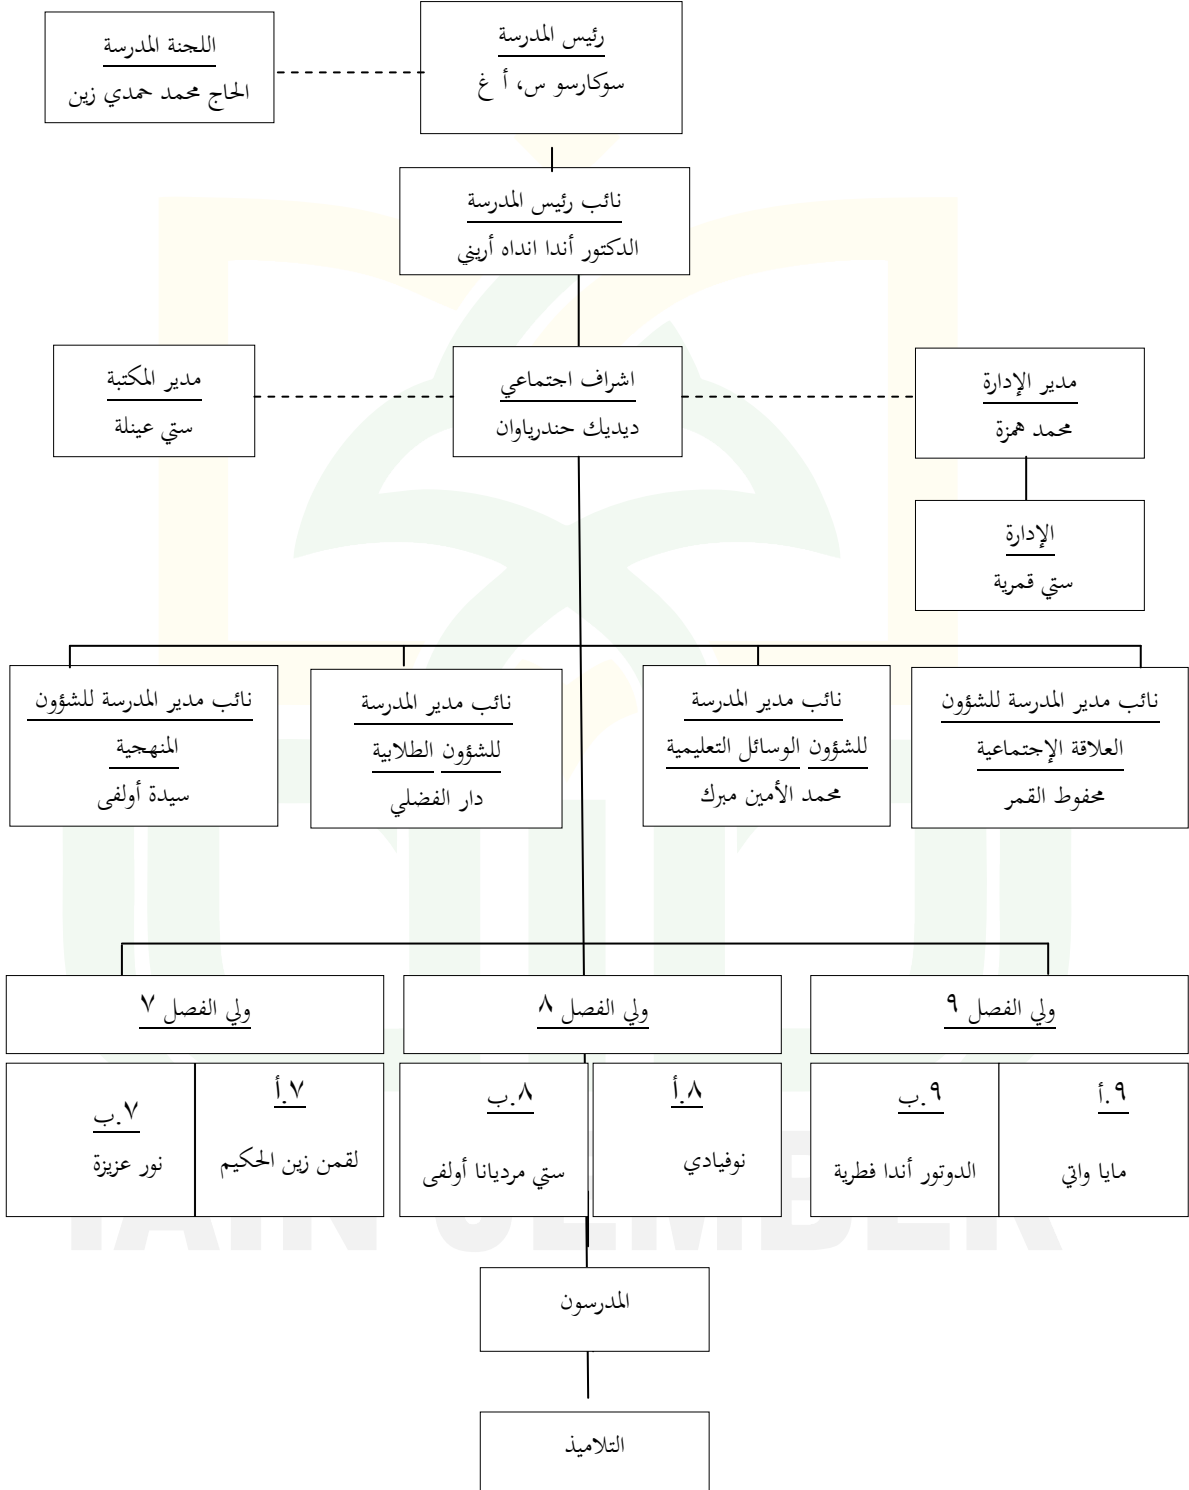 رئيس المدرسة
سوكارسو س، أ غ
اللجنة المدرسة
الحاج محمد حمدي زين
نائب رئيس المدرسة
الدكتور أندا انداه أريني
مدير الإدارة
محمد همزة
اشراف اجتماعي
ديديك حندرياوان
مدير المكتبة
ستي عينلة
الإدارة
ستي قمرية
نائب مدير المدرسة للشؤون
العلاقة الإجتماعية
محفوط القمر
نائب مدير المدرسة
للشؤون الوسائل التعليمية
محمد الأمين مبرك
نائب مدير المدرسة
للشؤون الطلابية
دار الفضلي
نائب مدير المدرسة للشؤون
المنهجية
سيدة أولفى
ولي الفصل ٩
ولي الفصل ٨
ولي الفصل ٧
٩.أ
مايا واتي
٩.ب
الدوتور أندا فطرية
٨.أ
نوفيادي
٨.ب
ستي مرديانا أولفى
٧.أ
لقمن زين الحكيم
٧.ب
نور عزيزة
IAIN JEMBER
المدرسون
التلاميذ